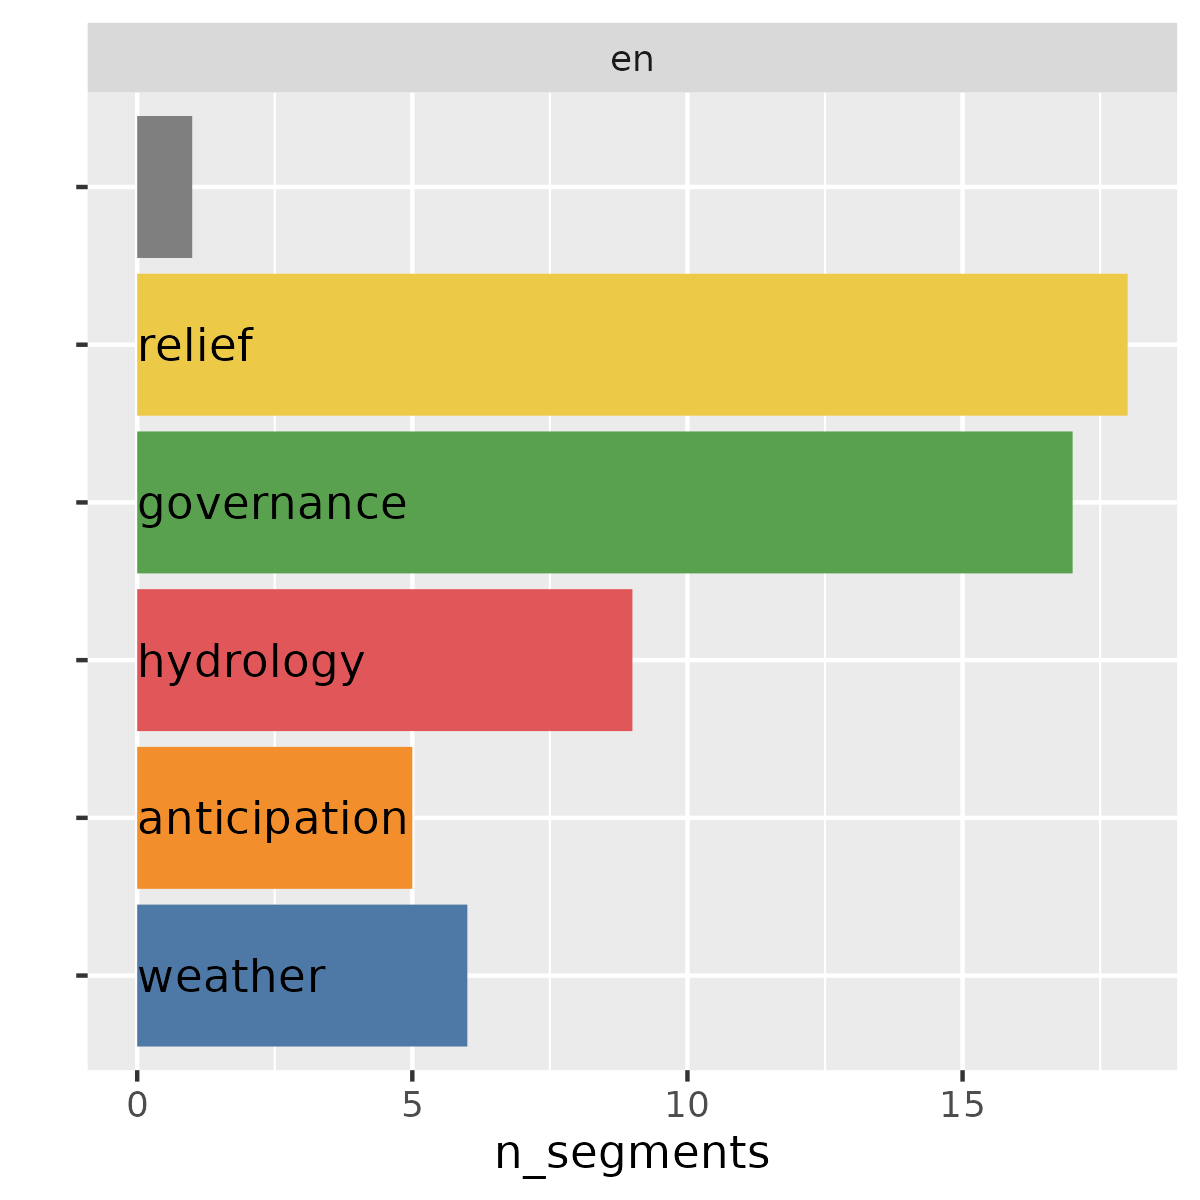 en
relief
governance
hydrology
anticipation
weather
0 5 10 15
n_segments